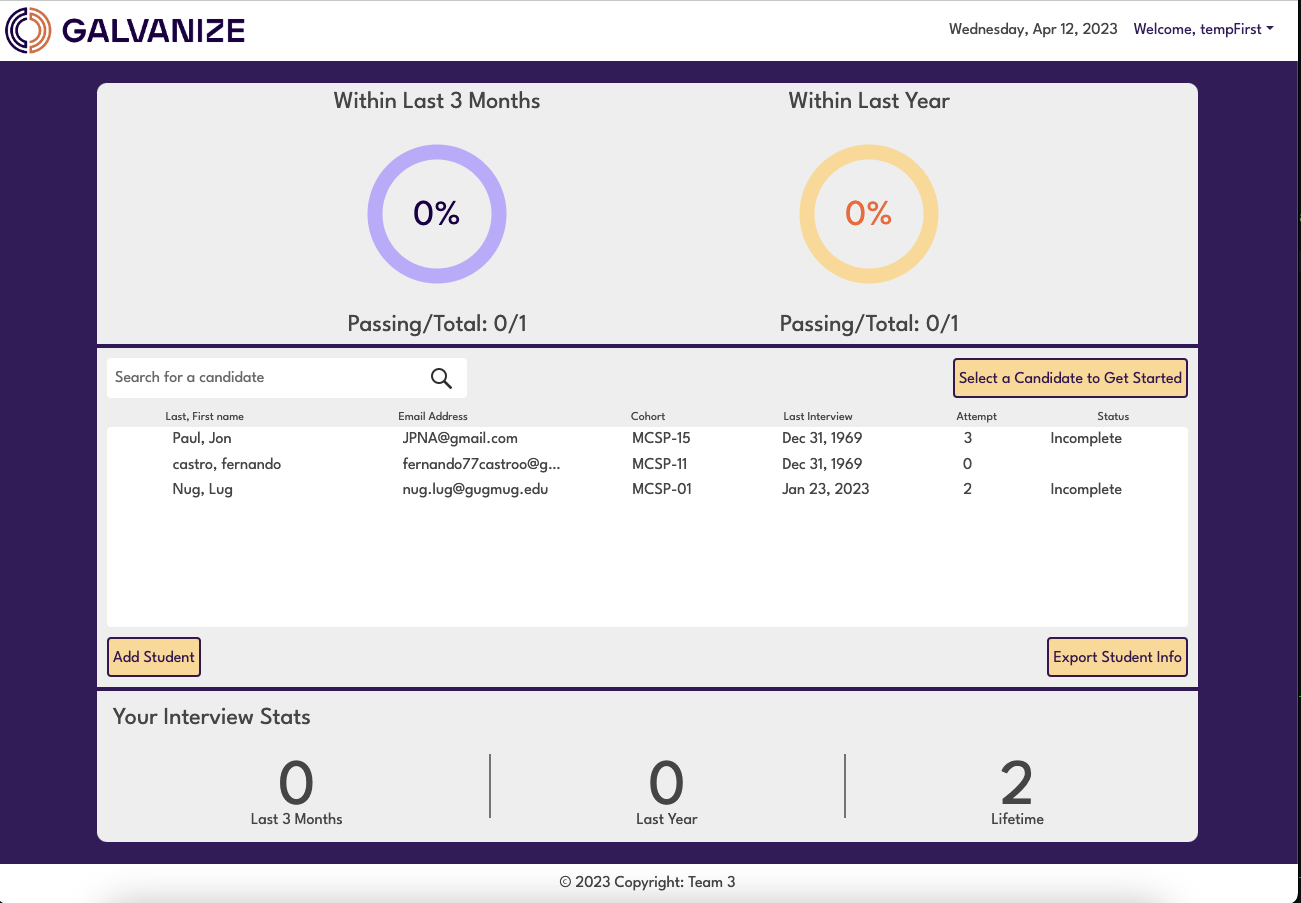 GALVANIZE
Wednesday, Apr 12, 2023 Welcome, tempFirst
Within Last 3 Months Within Last Year
0% 0%
Passing/Total: 0/1 Passing/Total: 0/1
Search for a candidate Select a Candidate to Get Started
Last, First name Email Address Cohort Last Interview Attempt Status
Paul, Jon JPNA@gmail.com MCSP-15 Dec 31, 1969 3 Incomplete
castro, fernando fernando77castroo@g... MCSP-11 Dec 31, 1969 0
Nug, Lug nug.lug@gugmug.edu MCSP-01 Jan 23, 2023 2 Incomplete
Add Student Export Student Info
Your Interview Stats
0 0 2
Last 3 Months Last Year Lifetime
© 2023 Copyright: Team 3